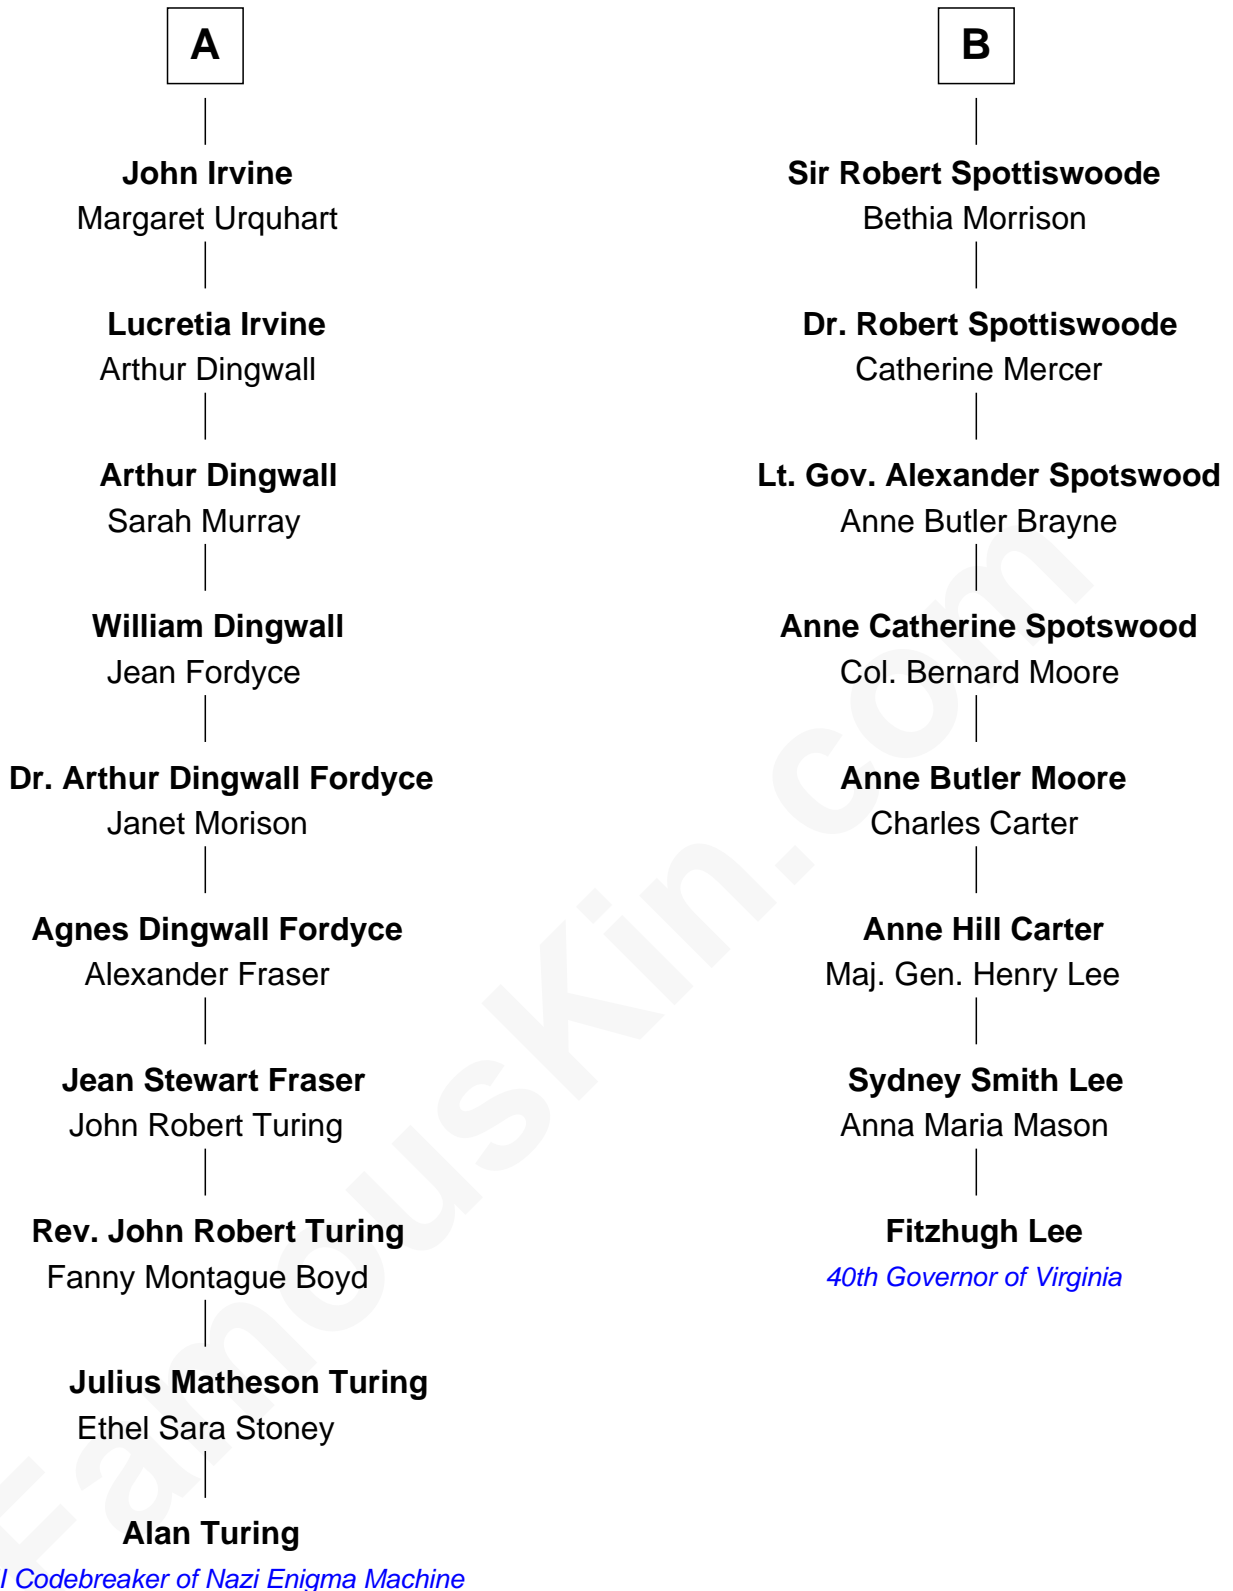 A
John Irvine
Margaret Urquhart
Lucretia Irvine
Arthur Dingwall
Arthur Dingwall
Sarah Murray
William Dingwall
Jean Fordyce
Dr. Arthur Dingwall Fordyce
Janet Morison
Agnes Dingwall Fordyce
Alexander Fraser
Jean Stewart Fraser
John Robert Turing
Rev. John Robert Turing
Fanny Montague Boyd
Julius Matheson Turing
Ethel Sara Stoney
Alan Turing
I Codebreaker of Nazi Enigma Machine
B
Sir Robert Spottiswoode
Bethia Morrison
Dr. Robert Spottiswoode
Catherine Mercer
Lt. Gov. Alexander Spotswood
Anne Butler Brayne
Anne Catherine Spotswood
Col. Bernard Moore
Anne Butler Moore
Charles Carter
Anne Hill Carter
Maj. Gen. Henry Lee
Sydney Smith Lee
Anna Maria Mason
Fitzhugh Lee
40th Governor of Virginia
FamousKin.com